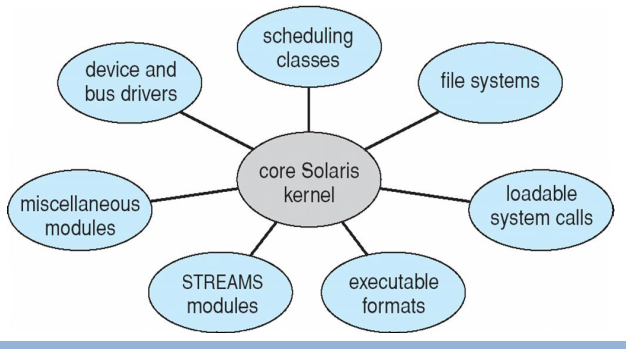 scheduling
classes
device and
bus drivers
file systems
core Solaris
kernel
miscellaneous
modules
loadable
system calls
STREAMS
modules
executable
formats